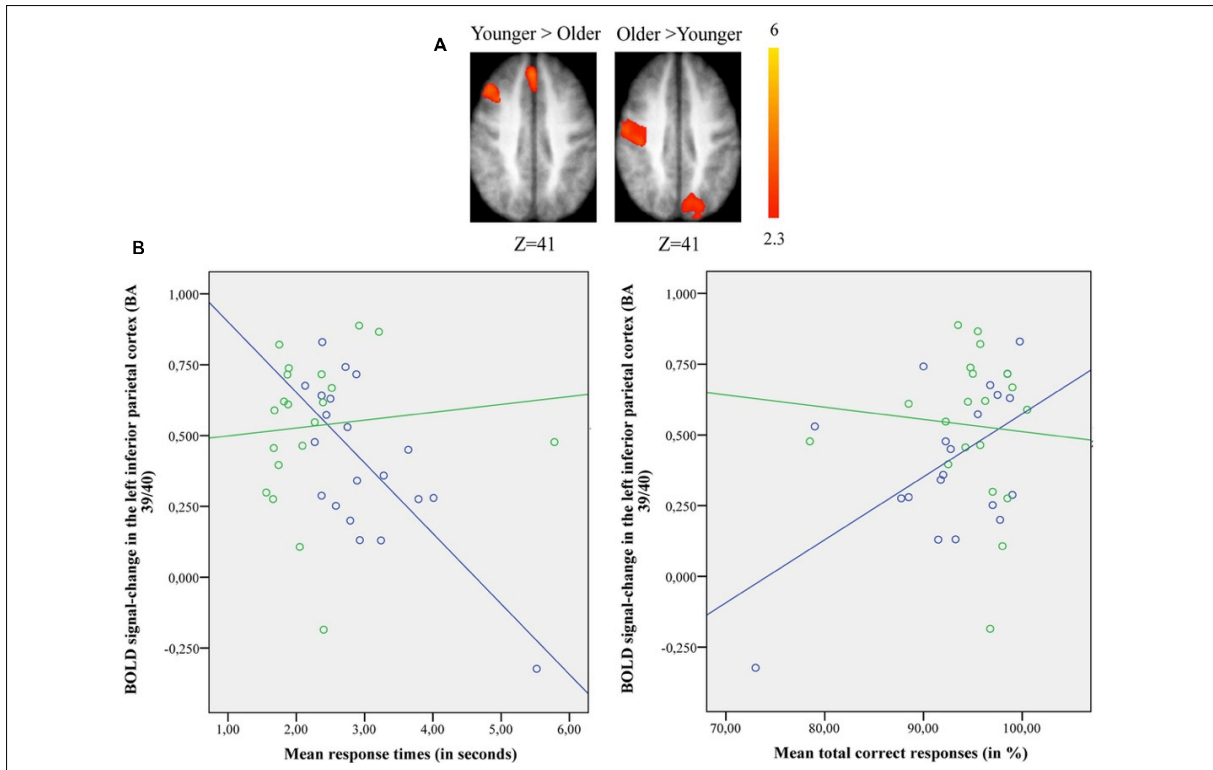 A
Younger > Older
Older >Younger
6
2.3
Z=41
Z=41
B
BOLD signal-change in the left inferior parietal cortex (BA
39/40)
1,000
0,750
0,500
0,250
0,000
-0,250
1,00
2,00
3,00
4,00
5,00
6,00
Mean response times (in seconds)
BOLD signal-change in the left inferior parietal cortex (BA
39/40)
1,000
0,750
0,500
0,250
0,000
-0,250
70,00
80,00
90,00
100,00
Mean total correct responses (in %)